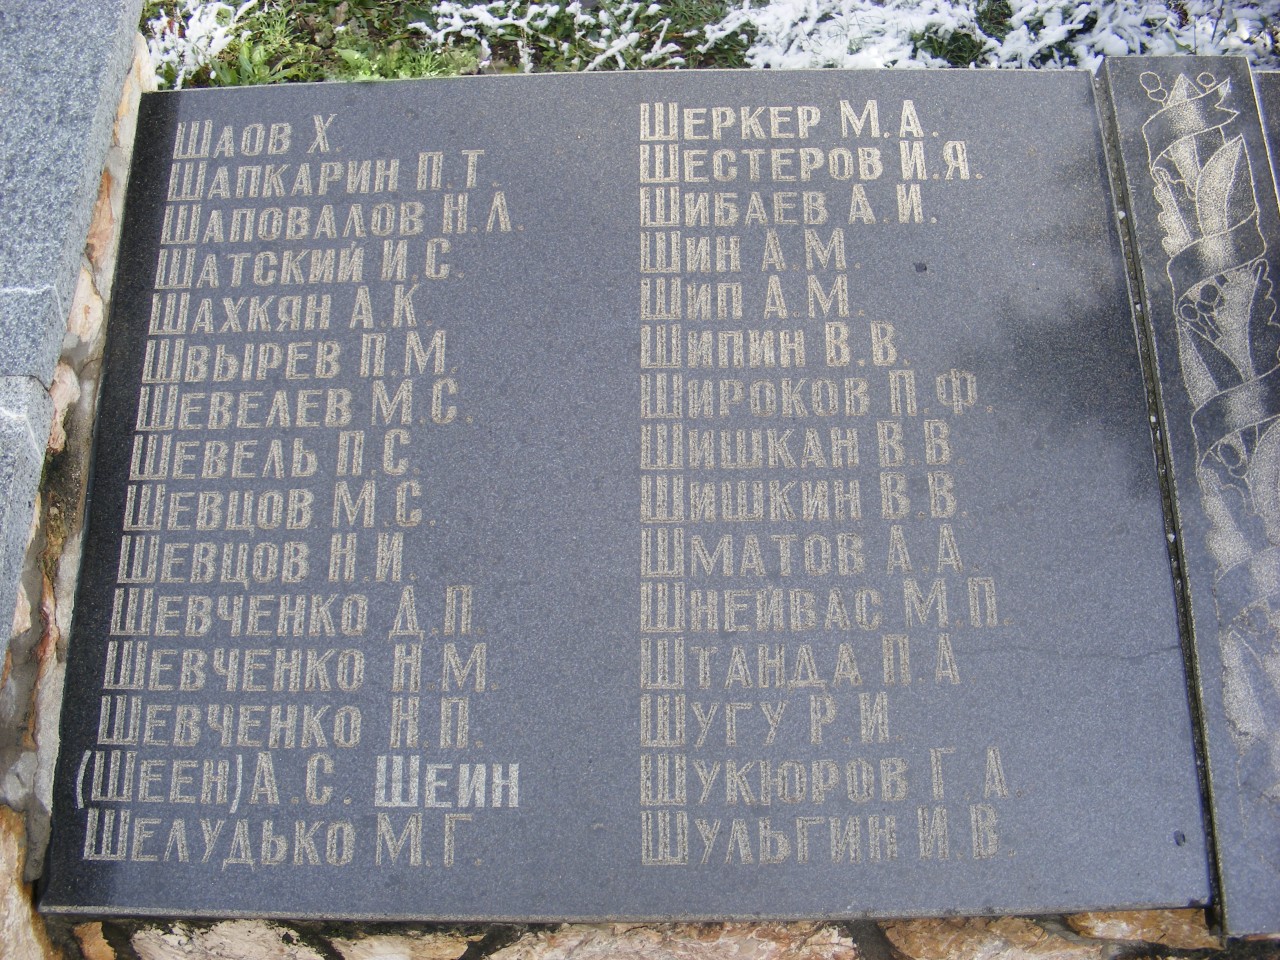 ШАОВ Х.
ШАПКАРИН П.Т.
ШАПОВАЛОВ Н.Л.
ШАТСКИЙ И.С.
ШАХКЯН А.К.
ШВЫРЕВ П.М.
ШЕВЕЛЕВ М.С.
ШЕВЕЛЬ П.С.
ШЕВЦОВ М.С.
ШЕВЦОВ Н.И.
ШЕВЧЕНКО Д.П.
ШЕВЧЕНКО Н.М.
ШЕВЧЕНКО Н.П.
(ШЕЕН) А.С. ШЕИН
ШЕЛУДЬКО М.Г.
ШЕРКЕР М.А.
ШЕСТЕРОВ И.Я.
ШИБАЕВ А.И.
ШИН А.М.
ШИП А.М.
ШИПИН В.В.
ШИРОКОВ П.Ф.
ШИШКАН В.В.
ШИШКИН В.В.
ШМАТОВ А.А.
ШНЕЙВАС М.П.
ШТАНДА П.А.
ШУГУ Р.И.
ШУКЮРОВ Г.А.
ШУЛЬГИН И.В.